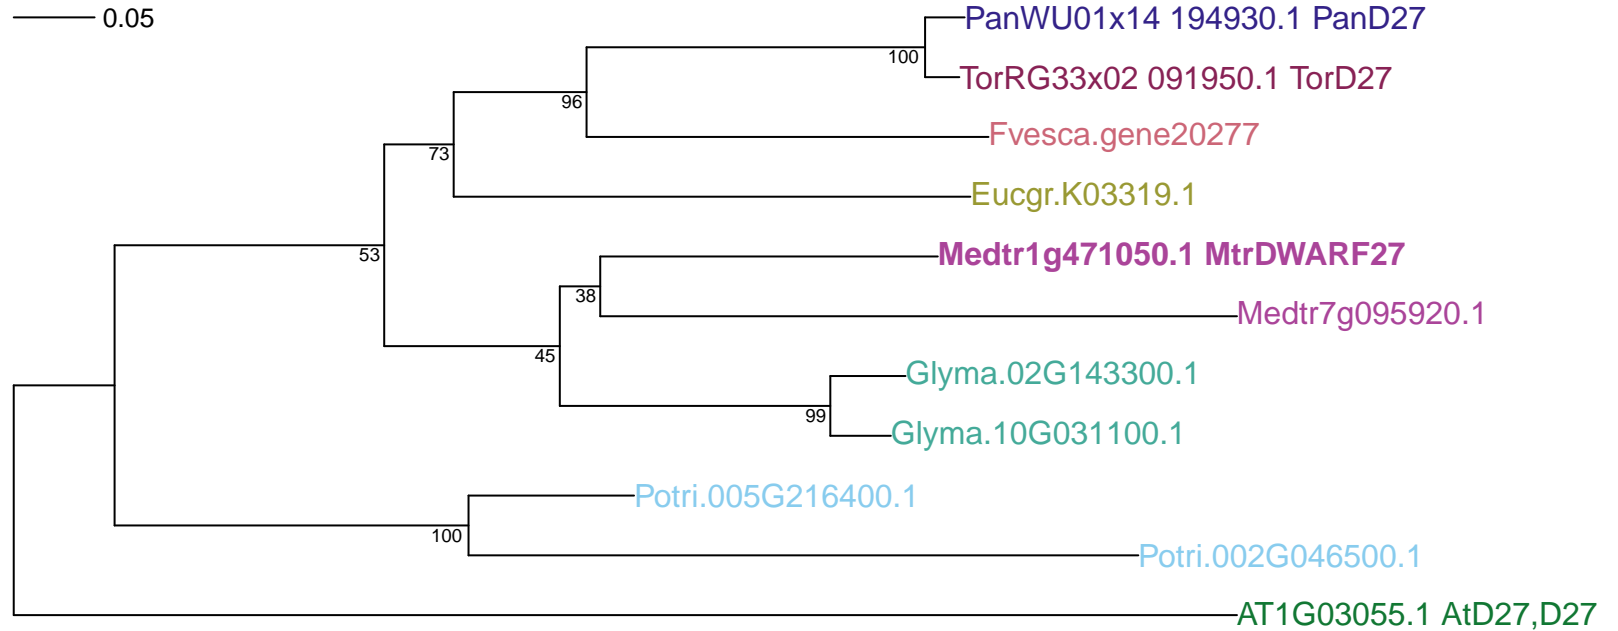 0.05
PanWU01x14 194930.1 PanD27
100
TorRG33x02 091950.1 TorD27
96
Fvesca.gene20277
73
Eucgr.K03319.1
53
Medtr1g471050.1 MtrDWARF27
38
Medtr7g095920.1
45
Glyma.02G143300.1
99
Glyma.10G031100.1
Potri.005G216400.1
100
Potri.002G046500.1
AT1G03055.1 AtD27,D27